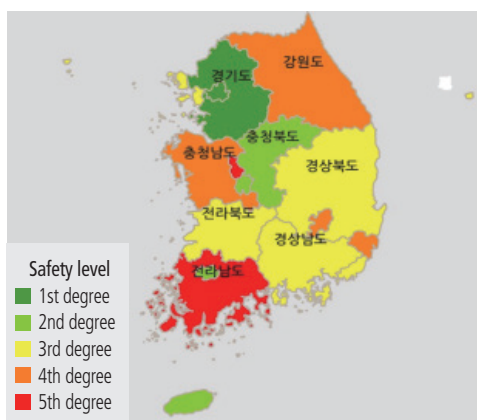 강원도
경기도
충청북도
충청남도
경상북도
전라북도
경상남도
전라남도
Safety level
1st degree
2nd degree
3rd degree
4th degree
5th degree